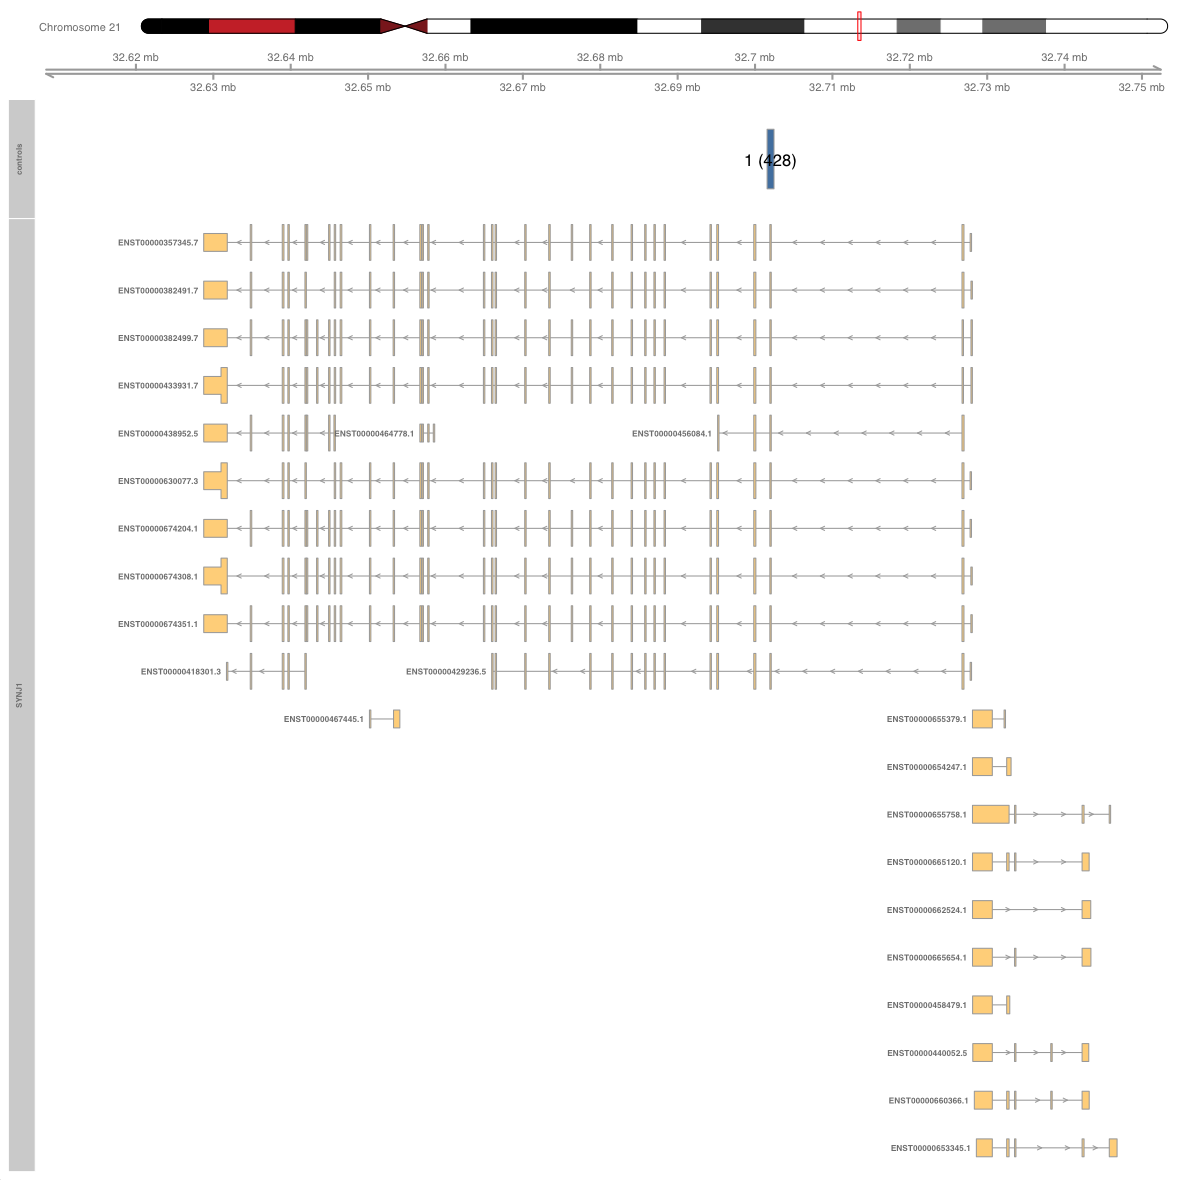 Chromosome 21
32.62 mb 32.64 mb 32.66 mb 32.68 mb 32.7 mb 32.72 mb 32.74 mb
32.63 mb 32.65 mb 32.67 mb 32.69 mb 32.71 mb 32.73 mb 32.75 mb
controls
1 (428)
SYNJ1
ENST00000357345.7
ENST00000382491.7
ENST00000382499.7
ENST00000433931.7
ENST00000438952.5 ENST00000464778.1 ENST00000456084.1
ENST00000630077.3
ENST00000674204.1
ENST00000674308.1
ENST00000674351.1
ENST00000418301.3 ENST00000429236.5
ENST00000467445.1 ENST00000655379.1
ENST00000654247.1
ENST00000655758.1
ENST00000665120.1
ENST00000662524.1
ENST00000665654.1
ENST00000458479.1
ENST00000440052.5
ENST00000660366.1
ENST00000653345.1